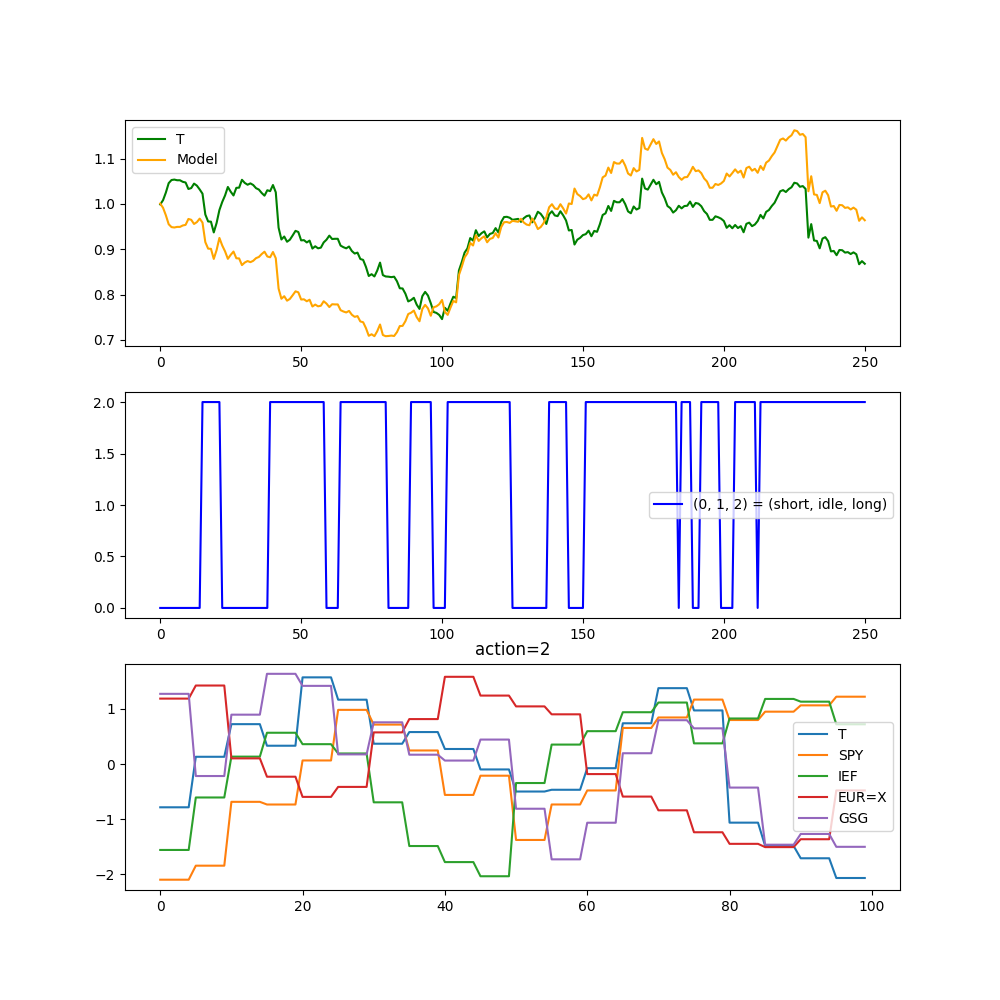 T
Model
1.1
1.0
0.9
0.8
0.7
0 50 100 150 200 250
2.0
1.5
1.0
0.5
0.0
(0, 1, 2) = (short, idle, long)
0 50 100 150 200 250
action=2
1
0
−1
−2
T
SPY
IEF
EUR=X
GSG
0 20 40 60 80 100